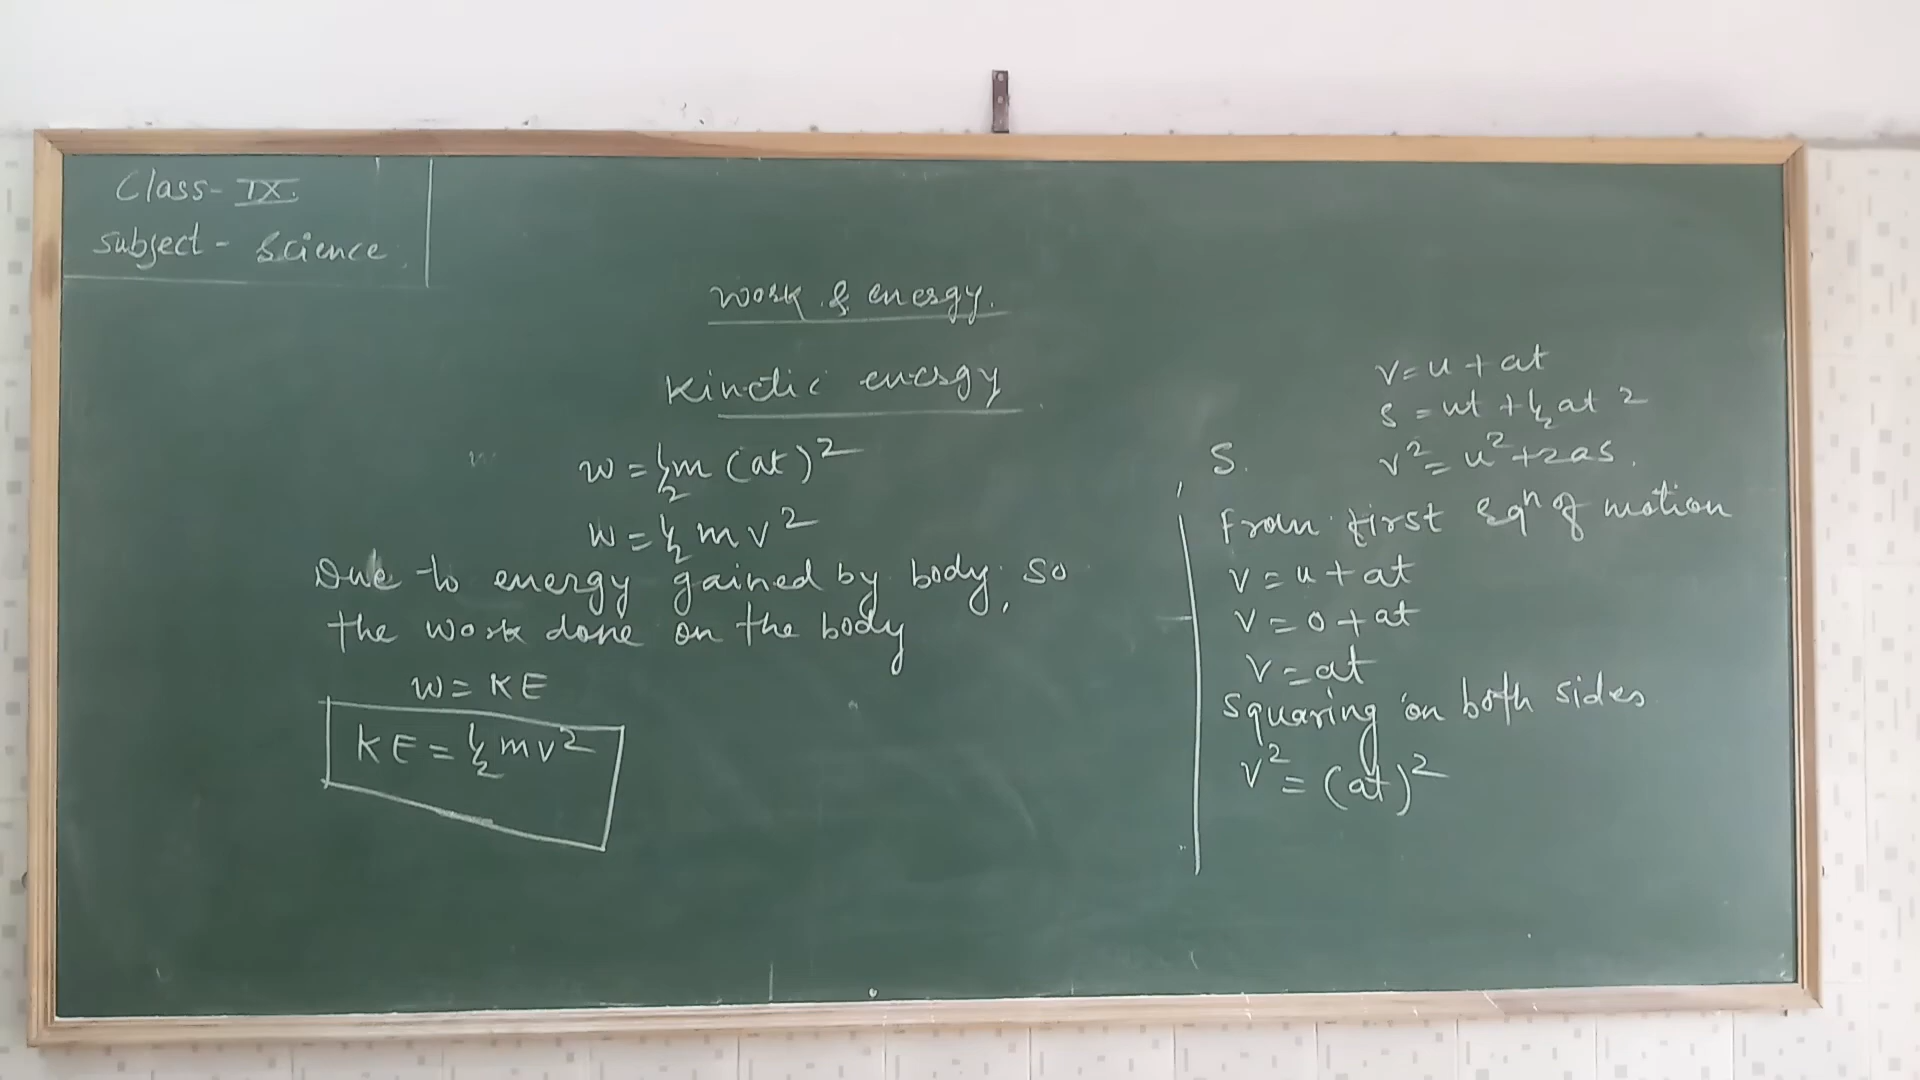 Class- IX.
Subject - Science.
Work & energy.
Kinetic energy
W = 1/2 m (at)²
W = 1/2 m v²
Due to energy gained by body, so
the work done on the body
W = KE
KE = 1/2 mv²
v = u + at
s = ut + 1/2 at ²
S. v² = u² + 2as.
From first eqⁿ of motion
v = u + at
v = 0 + at
v = at
Squaring on both sides
v² = (at)²